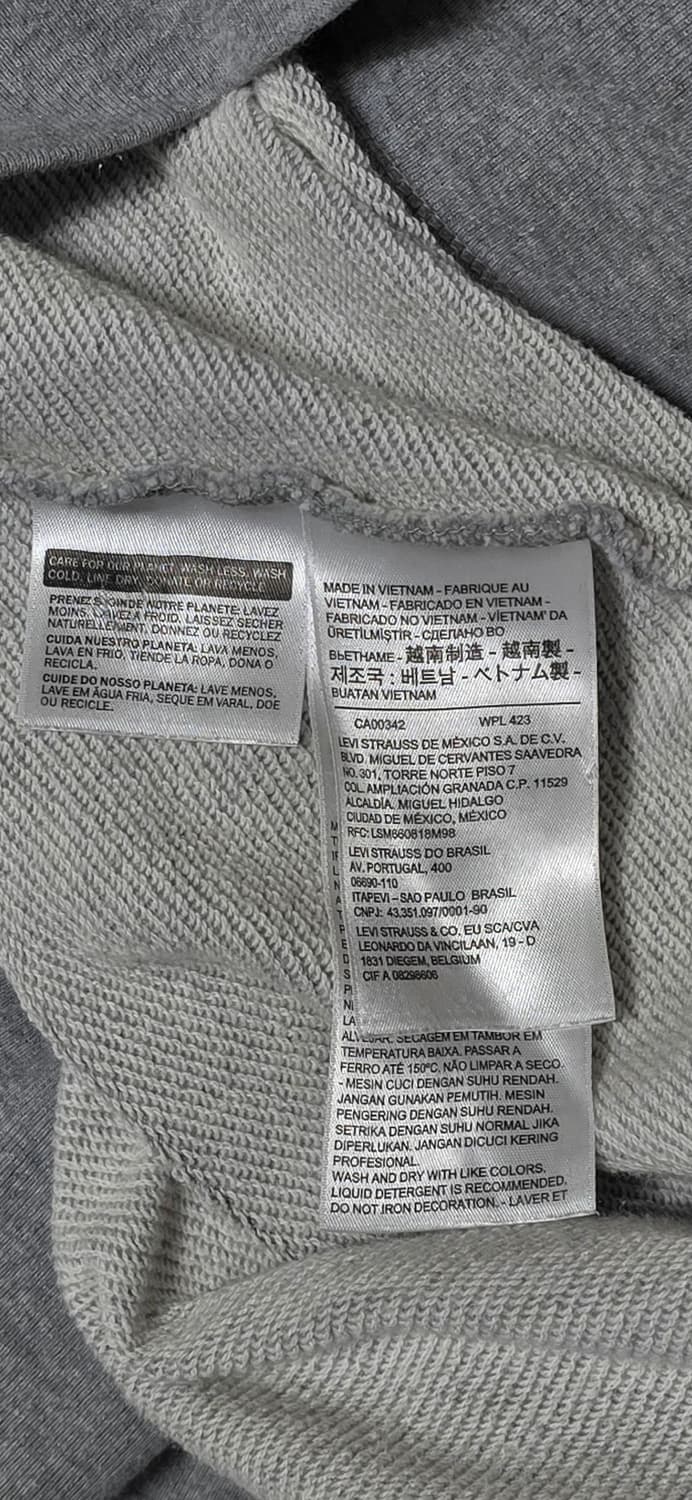 CARE FOR OUR PLANET: WASH LESS, WASH
COLD, LINE DRY, DONATE OR RECYCLE.
PRENEZ SOIN DE NOTRE PLANETE: LAVEZ
MOINS, LAVEZ A FROID, LAISSEZ SECHER
NATURELLEMENT, DONNEZ OU RECYCLEZ
CUIDA NUESTRO PLANETA: LAVA MENOS,
LAVA EN FRIO, TIENDE LA ROPA, DONA O
RECICLA.
CUIDE DO NOSSO PLANETA: LAVE MENOS,
LAVE EM ÁGUA FRIA, SEQUE EM VARAL, DOE
OU RECICLE.
MADE IN VIETNAM - FABRIQUE AU
VIETNAM - FABRICADO EN VIETNAM -
FABRICADO NO VIETNAM - VİETNAM' DA
ÜRETİLMİŞTİR - СДЕЛАНО ВО
ВЬЕТНАМЕ - 越南制造 - 越南製 -
제조국 : 베트남 - ベトナム製 -
BUATAN VIETNAM
CA00342 WPL 423
LEVI STRAUSS DE MÉXICO S.A. DE C.V.
BLVD. MIGUEL DE CERVANTES SAAVEDRA
NO. 301, TORRE NORTE PISO 7
COL. AMPLIACIÓN GRANADA C.P. 11529
ALCALDÍA. MIGUEL HIDALGO
CIUDAD DE MÉXICO, MÉXICO
RFC: LSM860818M98
LEVI STRAUSS DO BRASIL
AV. PORTUGAL, 400
06690-110
ITAPEVI – SAO PAULO BRASIL
CNPJ: 43.351.097/0001-90
LEVI STRAUSS & CO. EU SCA/CVA
LEONARDO DA VINCILAAN, 19 - D
1831 DIEGEM, BELGIUM
CIF A 08298606
SECAGEM EM TAMBOR EM
TEMPERATURA BAIXA. PASSAR A
FERRO ATÉ 150ºC. NÃO LIMPAR A SECO.
- MESIN CUCI DENGAN SUHU RENDAH.
JANGAN GUNAKAN PEMUTIH. MESIN
PENGERING DENGAN SUHU RENDAH.
SETRIKA DENGAN SUHU NORMAL JIKA
DIPERLUKAN. JANGAN DICUCI KERING
PROFESIONAL.
WASH AND DRY WITH LIKE COLORS.
LIQUID DETERGENT IS RECOMMENDED.
DO NOT IRON DECORATION. - LAVER ET